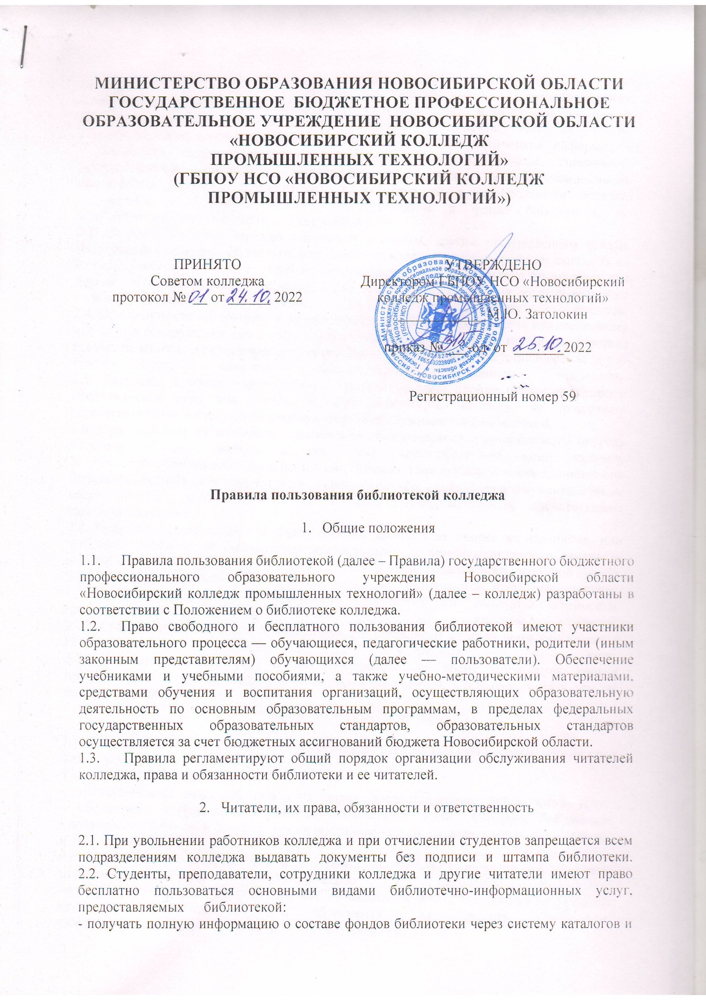 МИНИСТЕРСТВО ОБРАЗОВАНИЯ НОВОСИБИРСКОЙ ОБЛАСТИ
ГОСУДАРСТВЕННОЕ БЮДЖЕТНОЕ ПРОФЕССИОНАЛЬНОЕ
ОБРАЗОВАТЕЛЬНОЕ УЧРЕЖДЕНИЕ НОВОСИБИРСКОЙ ОБЛАСТИ
«НОВОСИБИРСКИЙ КОЛЛЕДЖ
ПРОМЫШЛЕННЫХ ТЕХНОЛОГИЙ»
(ГБПОУ НСО «НОВОСИБИРСКИЙ КОЛЛЕДЖ
ПРОМЫШЛЕННЫХ ТЕХНОЛОГИЙ»)
ПРИНЯТО
Советом колледжа
протокол № 01 от 24.10. 2022
УТВЕРЖДЕНО
Директором ГБПОУ НСО «Новосибирский
колледж промышленных технологий»
М.Ю. Затолокин
приказ № 315 -од. от 25.10.2022
Регистрационный номер 59
Правила пользования библиотекой колледжа
1. Общие положения
1.1. Правила пользования библиотекой (далее – Правила) государственного бюджетного
профессионального образовательного учреждения Новосибирской области
«Новосибирский колледж промышленных технологий» (далее – колледж) разработаны в
соответствии с Положением о библиотеке колледжа.
1.2. Право свободного и бесплатного пользования библиотекой имеют участники
образовательного процесса — обучающиеся, педагогические работники, родители (иным
законным представителям) обучающихся (далее — пользователи). Обеспечение
учебниками и учебными пособиями, а также учебно-методическими материалами,
средствами обучения и воспитания организаций, осуществляющих образовательную
деятельность по основным образовательным программам, в пределах федеральных
государственных образовательных стандартов, образовательных стандартов
осуществляется за счет бюджетных ассигнований бюджета Новосибирской области.
1.3. Правила регламентируют общий порядок организации обслуживания читателей
колледжа, права и обязанности библиотеки и ее читателей.
2. Читатели, их права, обязанности и ответственность
2.1. При увольнении работников колледжа и при отчислении студентов запрещается всем
подразделениям колледжа выдавать документы без подписи и штампа библиотеки.
2.2. Студенты, преподаватели, сотрудники колледжа и другие читатели имеют право
бесплатно пользоваться основными видами библиотечно-информационных услуг,
предоставляемых библиотекой:
- получать полную информацию о составе фондов библиотеки через систему каталогов и